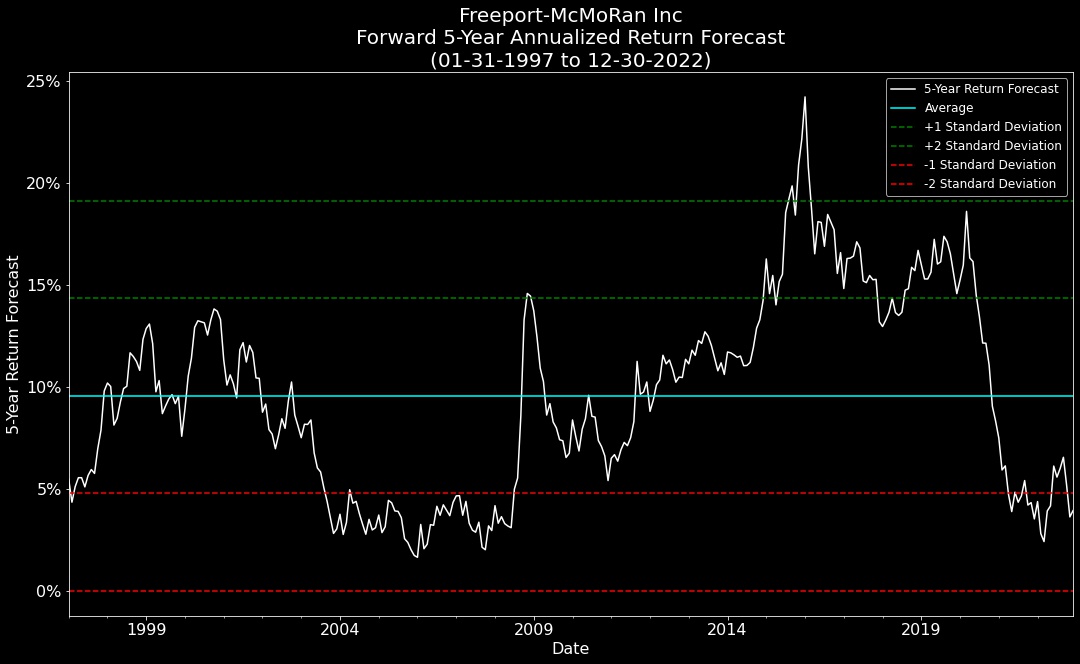 Freeport-McMoRan Inc
Forward 5-Year Annualized Return Forecast
(01-31-1997 to 12-30-2022)
25%
20%
15%
10%
5%
0%
5-Year Return Forecast
5-Year Return Forecast
Average
+1 Standard Deviation
+2 Standard Deviation
-1 Standard Deviation
-2 Standard Deviation
1999 2004 2009 2014 2019
Date